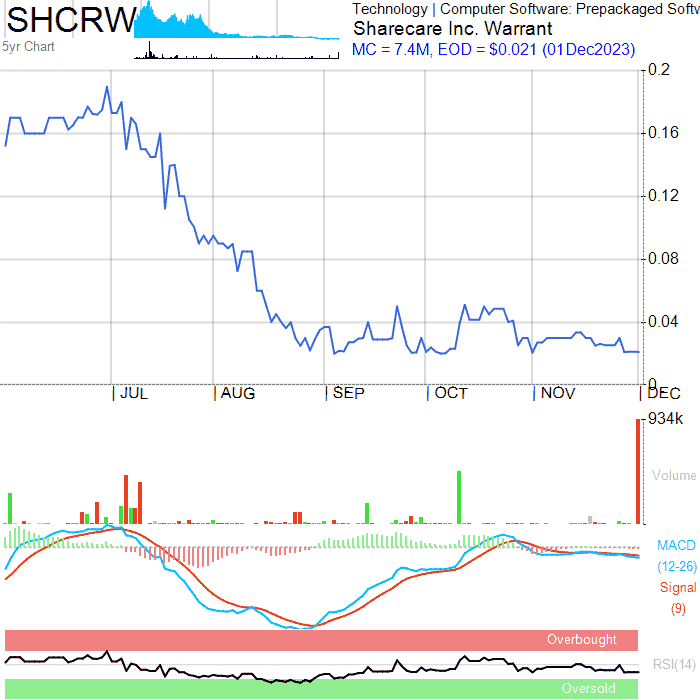 SHCRW
Technology | Computer Software: Prepackaged Softw
Sharecare Inc. Warrant
5yr Chart
MC = 7.4M, EOD = $0.021 (01Dec2023)
0.2
0.16
0.12
0.08
0.04
0
| JUL | AUG | SEP | OCT | NOV | DEC
934k
Volume
MACD
(12-26)
Signal
(9)
Overbought
RSI(14)
Oversold